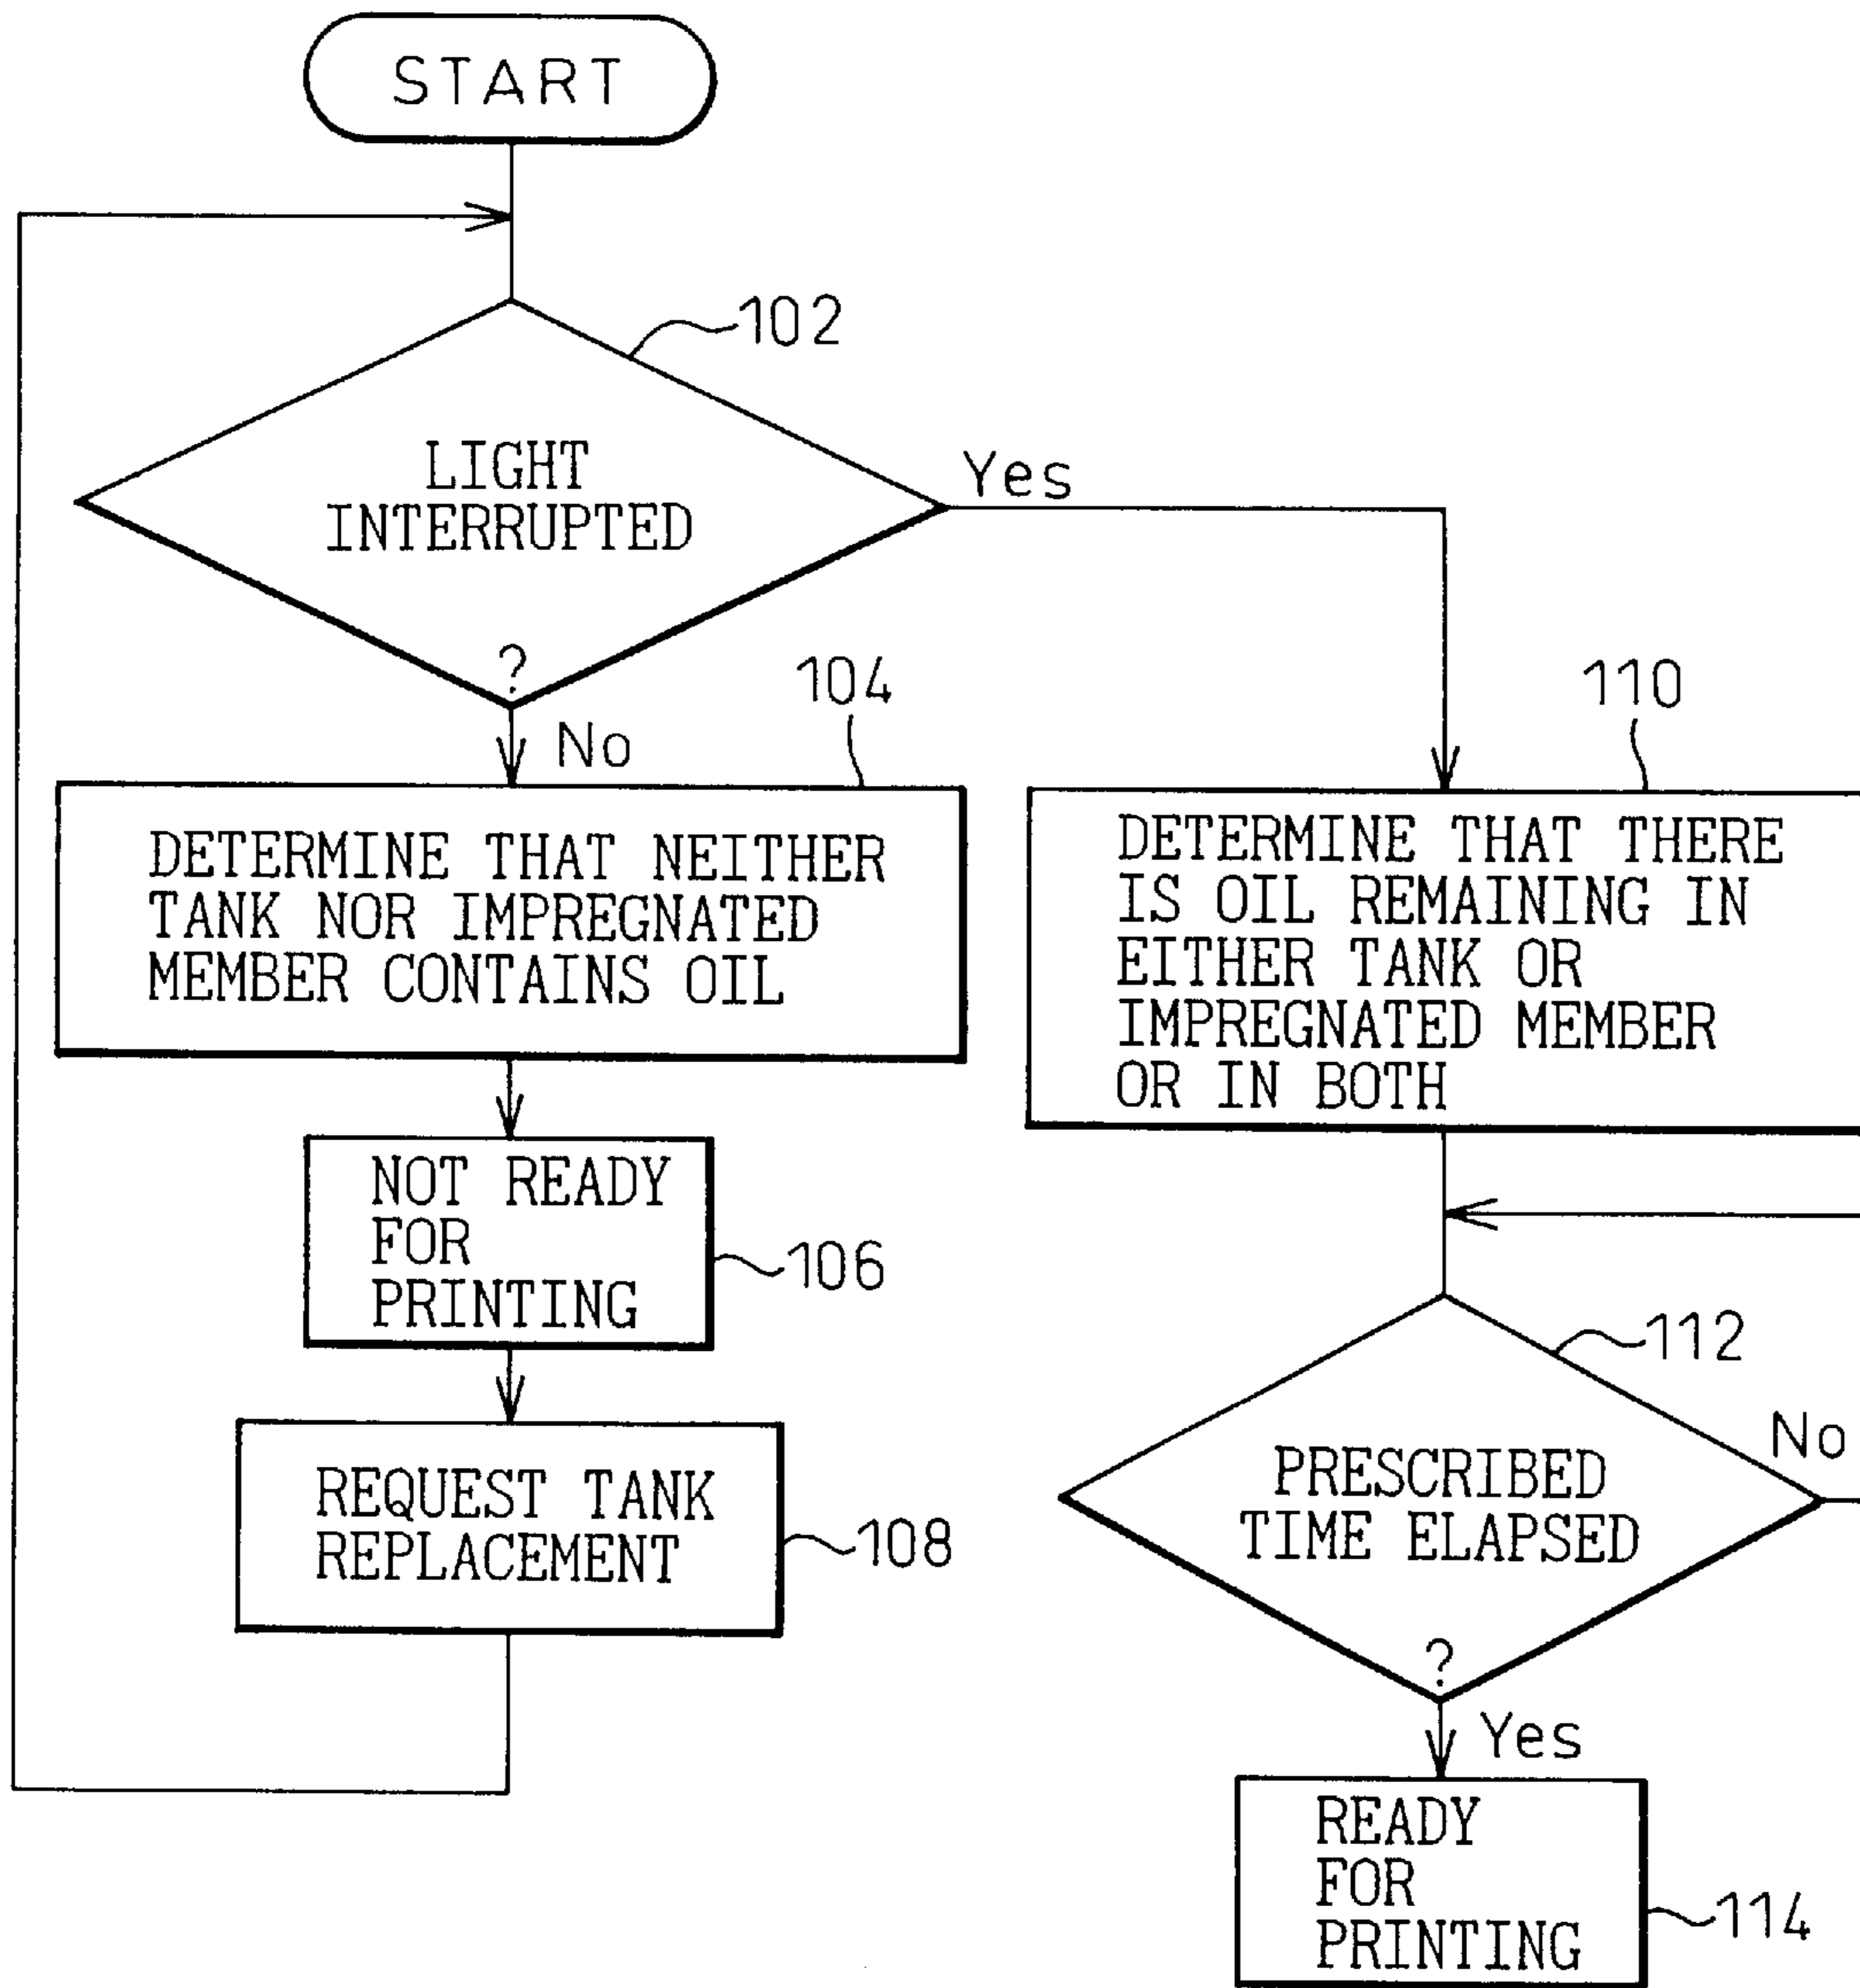 START
102
LIGHT
INTERRUPTED
?
Yes
No
104
DETERMINE THAT NEITHER
TANK NOR IMPREGNATED
MEMBER CONTAINS OIL
NOT READY
FOR
PRINTING
106
REQUEST TANK
REPLACEMENT
108
110
DETERMINE THAT THERE
IS OIL REMAINING IN
EITHER TANK OR
IMPREGNATED MEMBER
OR IN BOTH
112
PRESCRIBED
TIME ELAPSED
?
No
Yes
READY
FOR
PRINTING
114